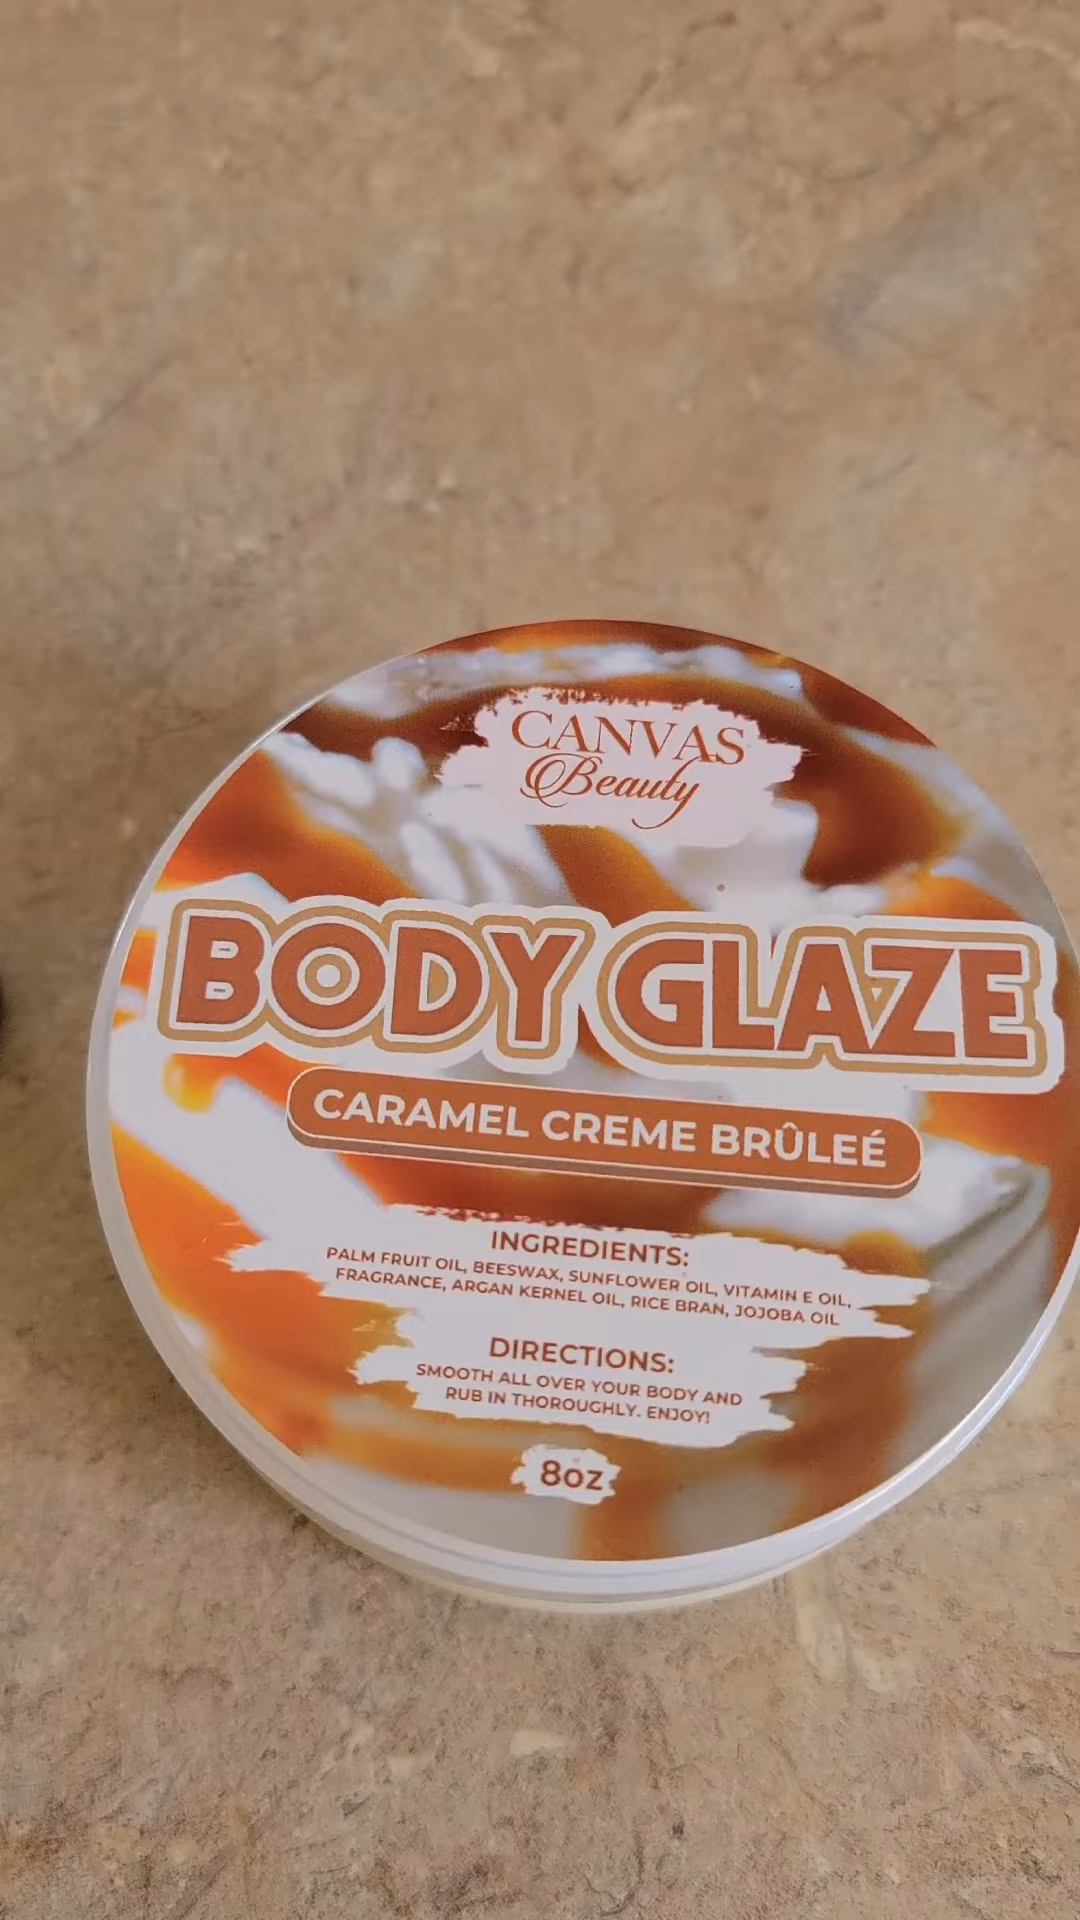 CANVAS
Beauty
BODY GLAZE
CARAMEL CREME BRÛLEÉ
INGREDIENTS:
PALM FRUIT OIL, BEESWAX, SUNFLOWER OIL, VITAMIN E OIL,
FRAGRANCE, ARGAN KERNEL OIL, RICE BRAN, JOJOBA OIL
DIRECTIONS:
SMOOTH ALL OVER YOUR BODY AND
RUB IN THOROUGHLY. ENJOY!
8oz